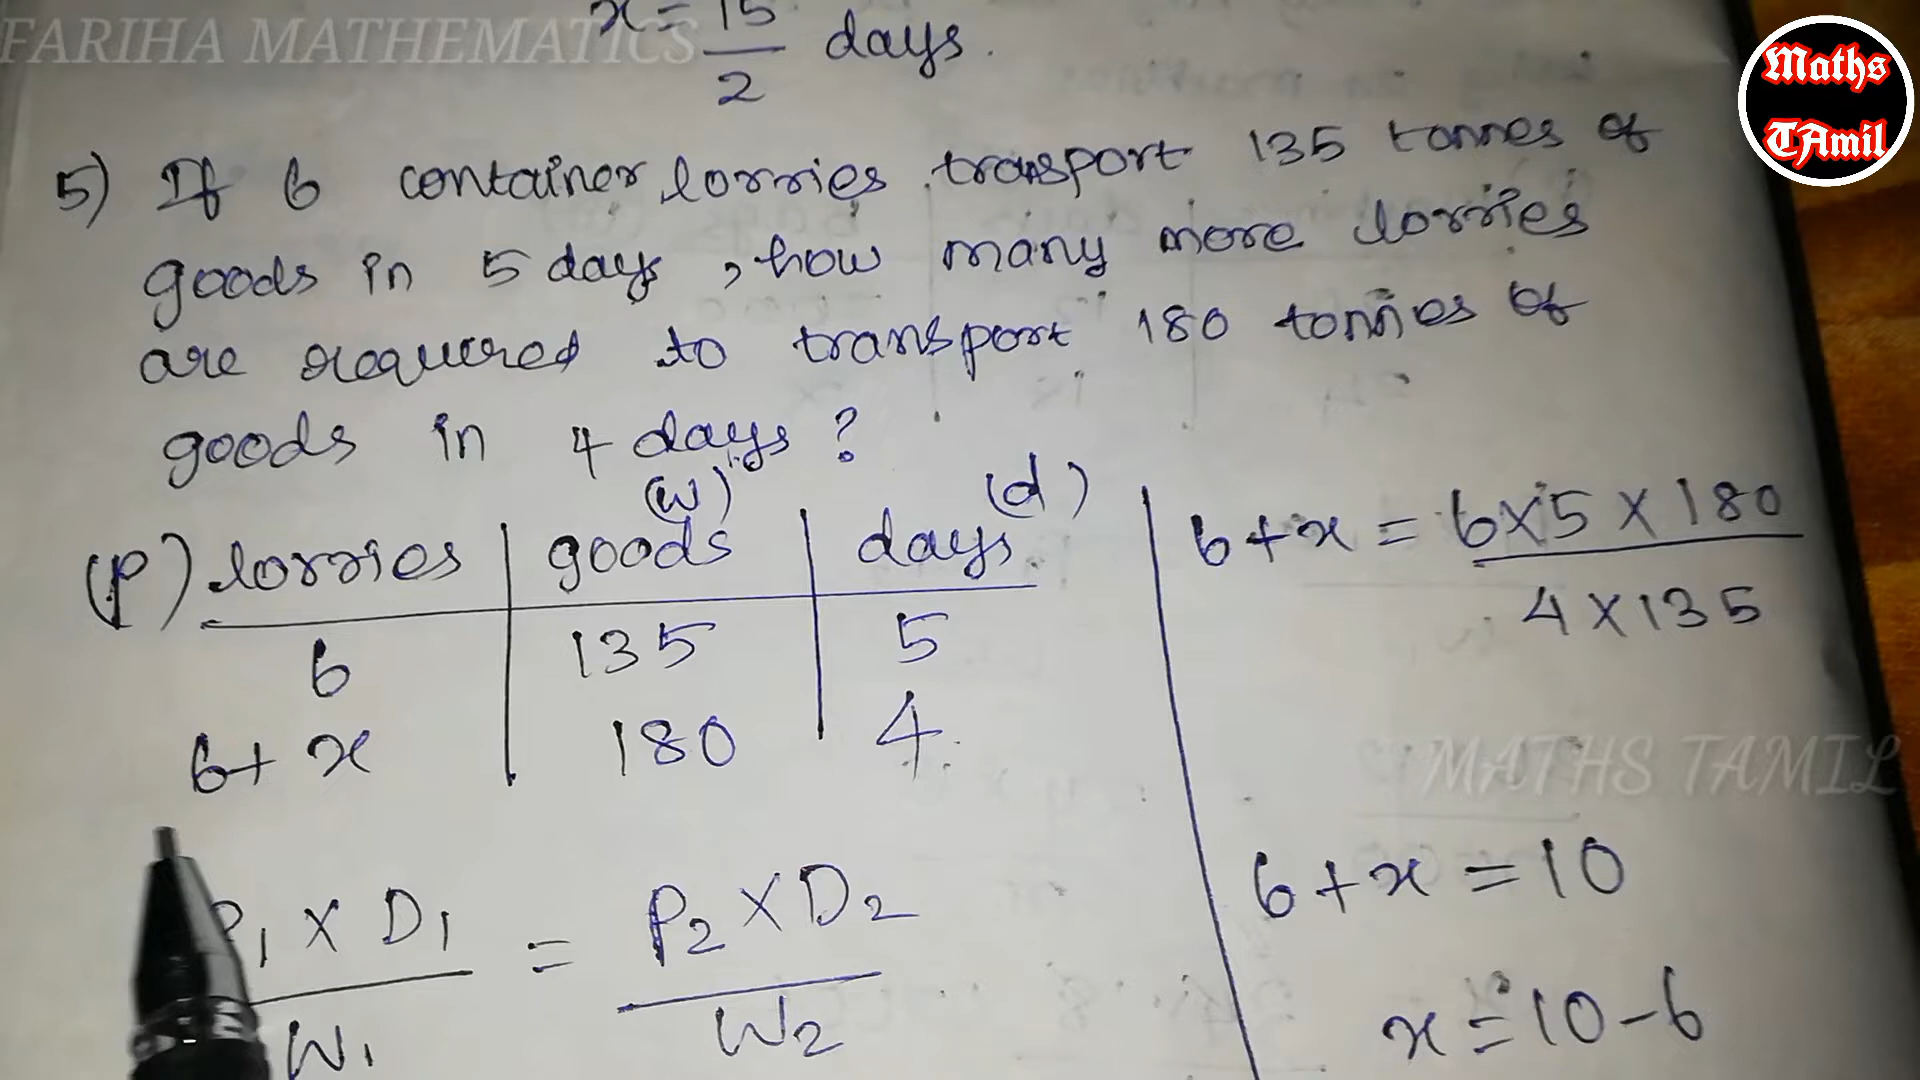 FARIHA MATHEMATICS
x = 15/2 days.
Maths
TAmil
5) If 6 container lorries transport 135 tonnes of
goods in 5 days, how many more lorries
are required to transport 180 tonnes of
goods in 4 days?
(w) (d)
(P) lorries | goods | days
6 | 135 | 5
6+x | 180 | 4
P1 × D1 / W1 = P2 × D2 / W2
6+x = 6×5×180 / 4×135
MATHS TAMIL
6+x = 10
x = 10-6